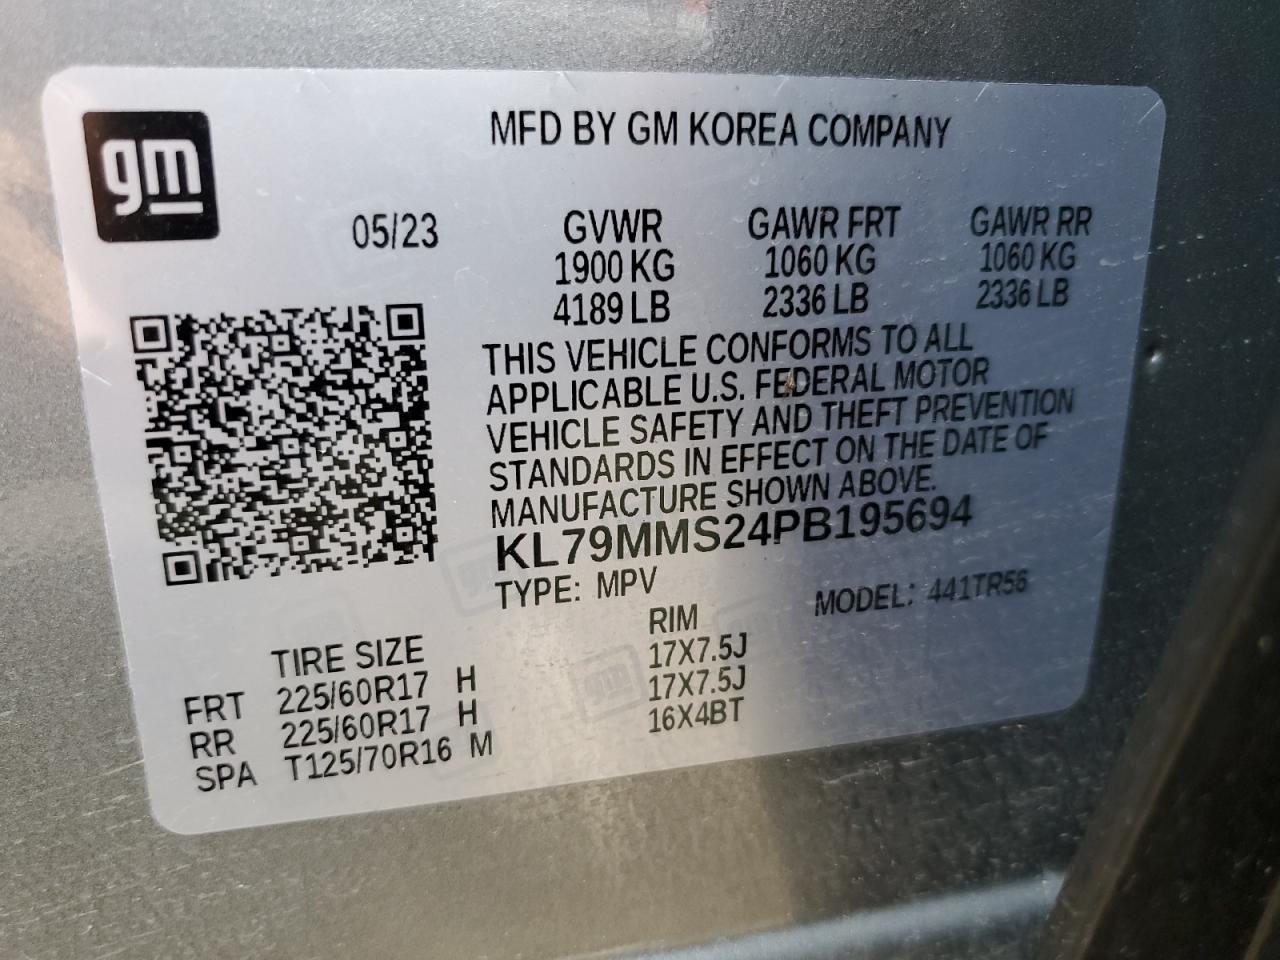 gm
MFD BY GM KOREA COMPANY
05/23 GVWR GAWR FRT GAWR RR
1900 KG 1060 KG 1060 KG
4189 LB 2336 LB 2336 LB
THIS VEHICLE CONFORMS TO ALL
APPLICABLE U.S. FEDERAL MOTOR
VEHICLE SAFETY AND THEFT PREVENTION
STANDARDS IN EFFECT ON THE DATE OF
MANUFACTURE SHOWN ABOVE.
KL79MMS24PB195694
TYPE: MPV MODEL: 441TR56
TIRE SIZE RIM
FRT 225/60R17 H 17X7.5J
RR 225/60R17 H 17X7.5J
SPA T125/70R16 M 16X4BT